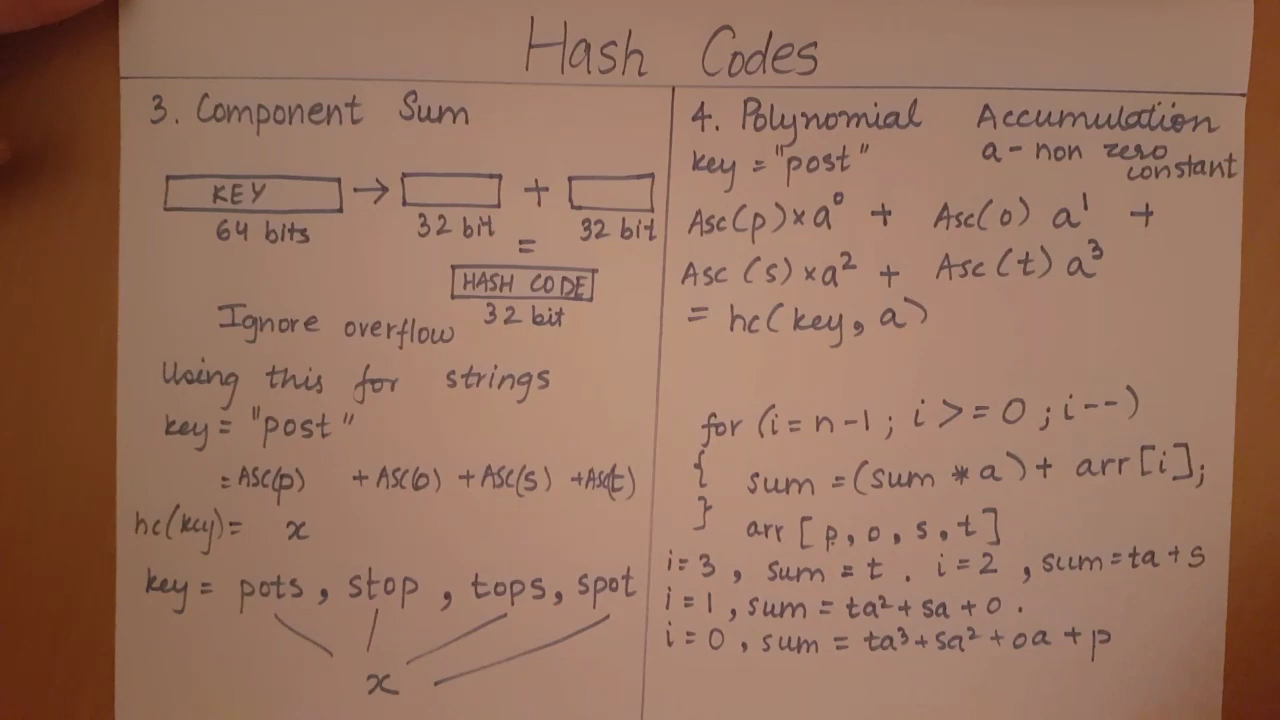 Hash Codes
3. Component Sum
KEY → + 
64 bits 32 bit 32 bit
=
HASH CODE
32 bit
Ignore overflow
Using this for strings
key = "post"
= ASC(p) + ASC(o) + ASC(s) + ASC(t)
hc(key) = x
key = pots, stop, tops, spot
x
4. Polynomial Accumulation
key = "post" a - non zero
constant
Asc(p) × a⁰ + Asc(o) a¹ +
Asc(s) × a² + Asc(t) a³
= hc(key, a)
for (i = n-1 ; i >= 0 ; i--)
{ sum = (sum * a) + arr[i];
} arr [p, o, s, t]
i = 3, sum = t. i = 2, sum = ta + s
i = 1, sum = ta² + sa + o.
i = 0, sum = ta³ + sa² + oa + p